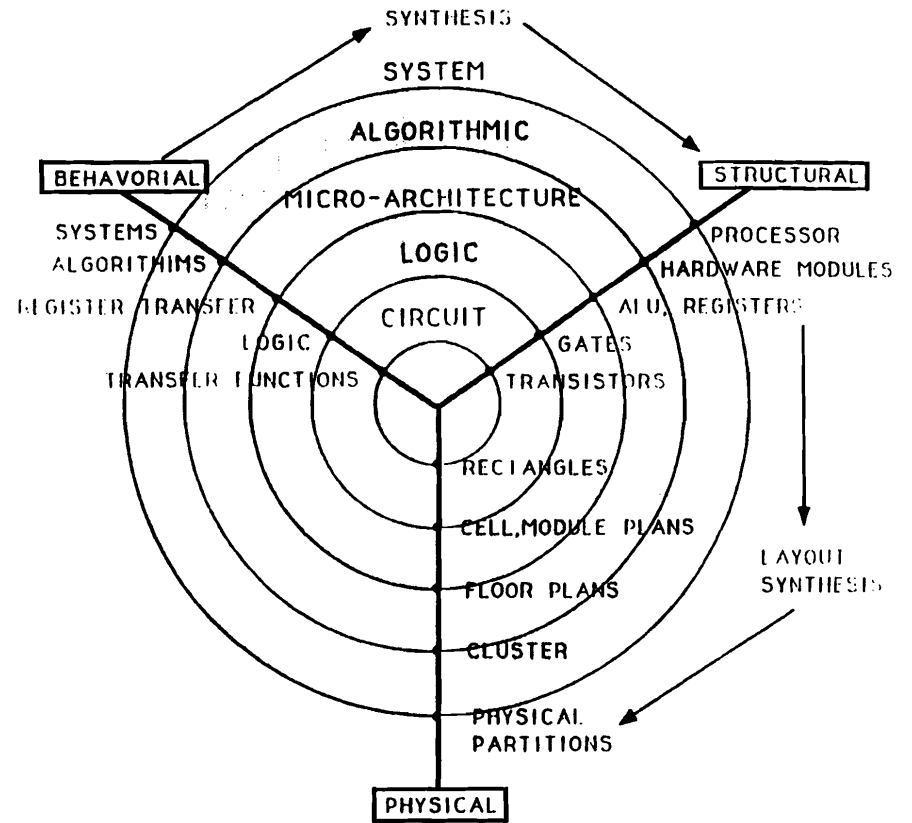 SYNTHESIS
SYSTEM
ALGORITHMIC
BEHAVORIAL
STRUCTURAL
MICRO-ARCHITECTURE
SYSTEMS
PROCESSOR
ALGORITHIMS
LOGIC
HARDWARE MODULES
REGISTER TRANSFER
ALU, REGISTERS
CIRCUIT
LOGIC
GATES
TRANSFER FUNCTIONS
TRANSISTORS
RECTANGLES
CELL,MODULE PLANS
LAYOUT
SYNTHESIS
FLOOR PLANS
CLUSTER
PHYSICAL
PARTITIONS
PHYSICAL